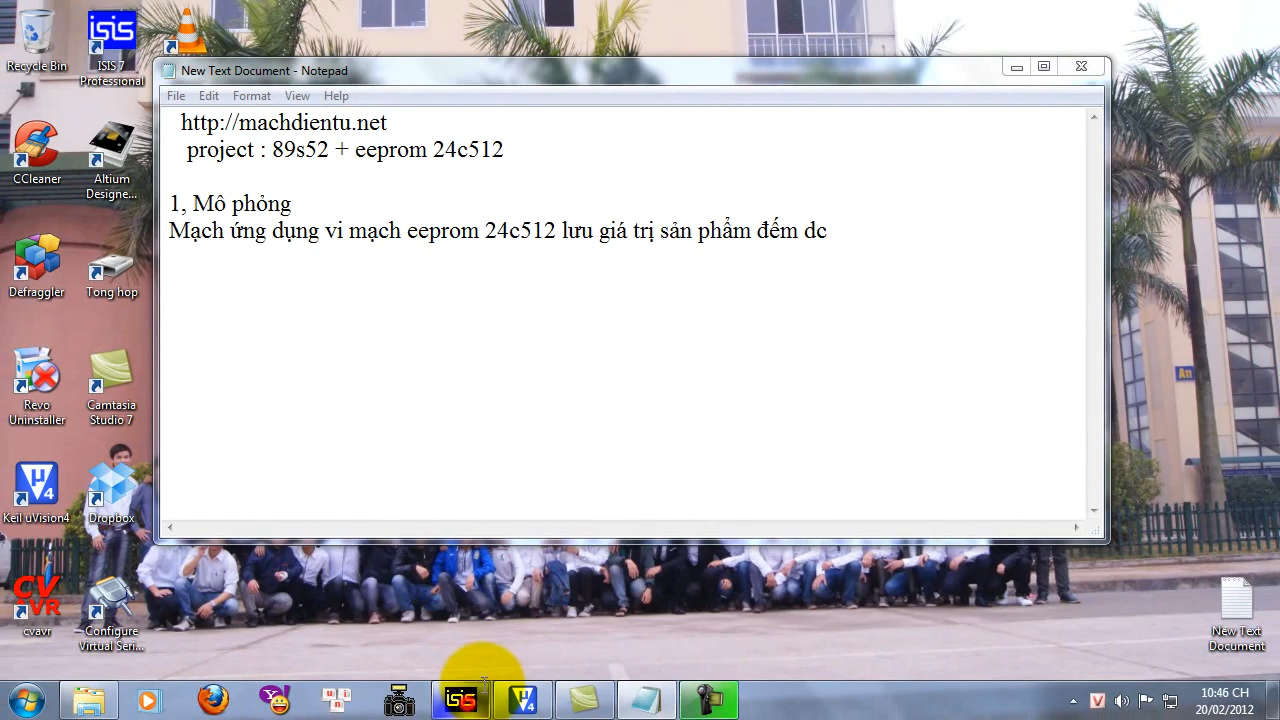 Recycle Bin
ISIS 7
Professional
CCleaner
Altium
Designe...
Defraggler
Tong hop
Revo
Uninstaller
Camtasia
Studio 7
Keil uVision4
Dropbox
cvavr
Configure
Virtual Seri...
New Text Document - Notepad
File Edit Format View Help
http://machdientu.net
project : 89s52 + eeprom 24c512
1, Mô phỏng
Mạch ứng dụng vi mạch eeprom 24c512 lưu giá trị sản phẩm đếm dc
A11
New Text
Document
10:46 CH
20/02/2012